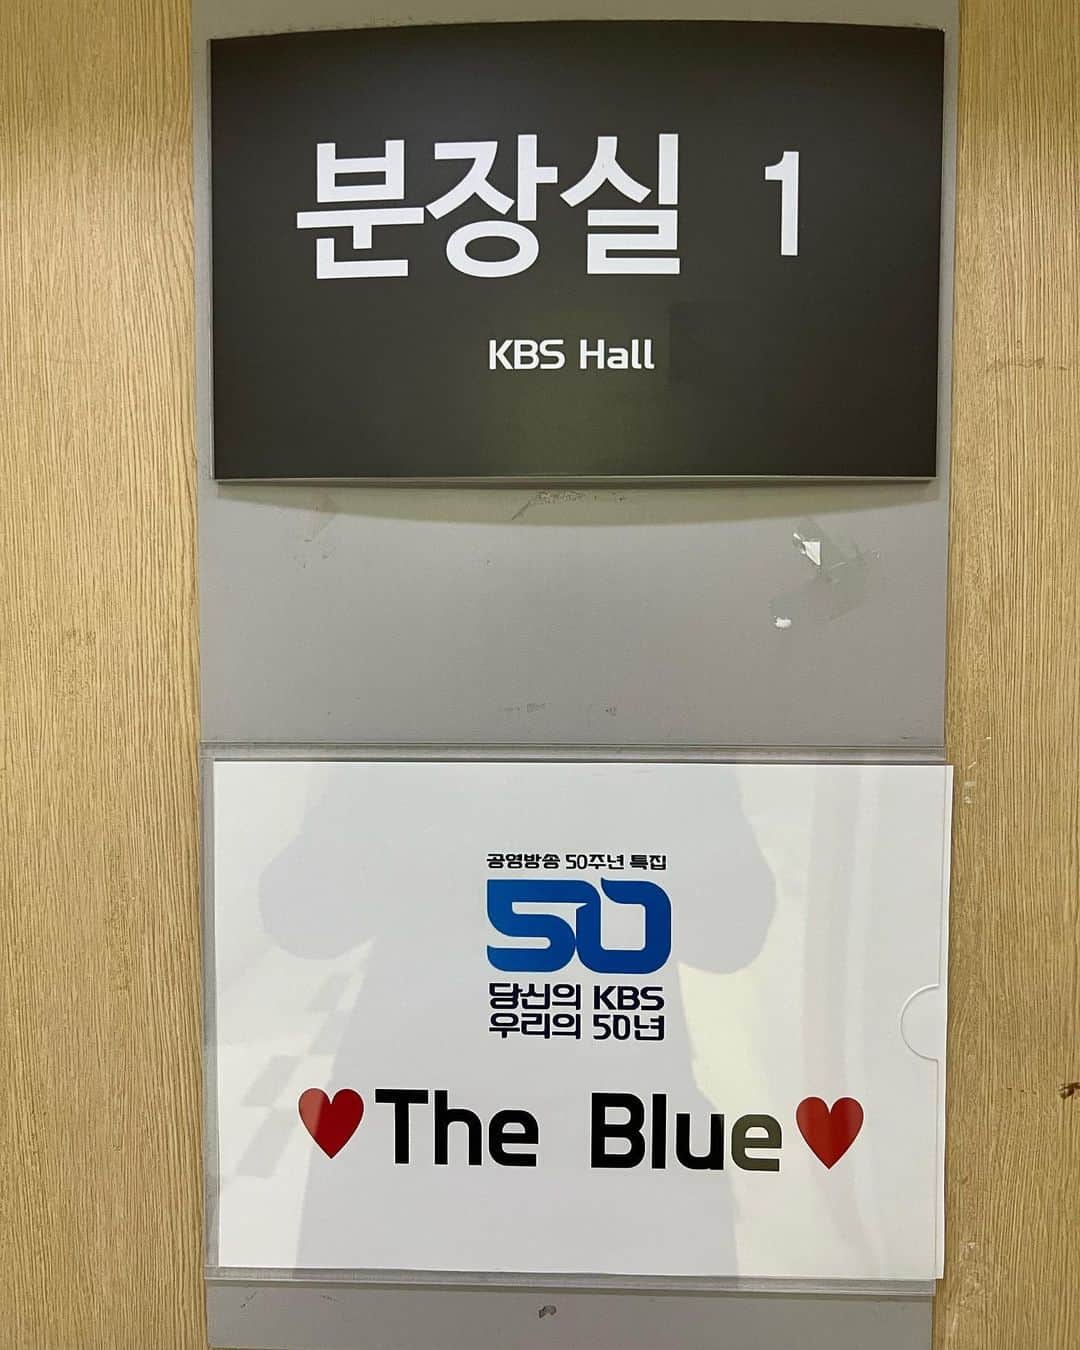 분장실 1
KBS Hall
공영방송 50주년 특집
50
당신의 KBS
우리의 50년
♥The Blue♥